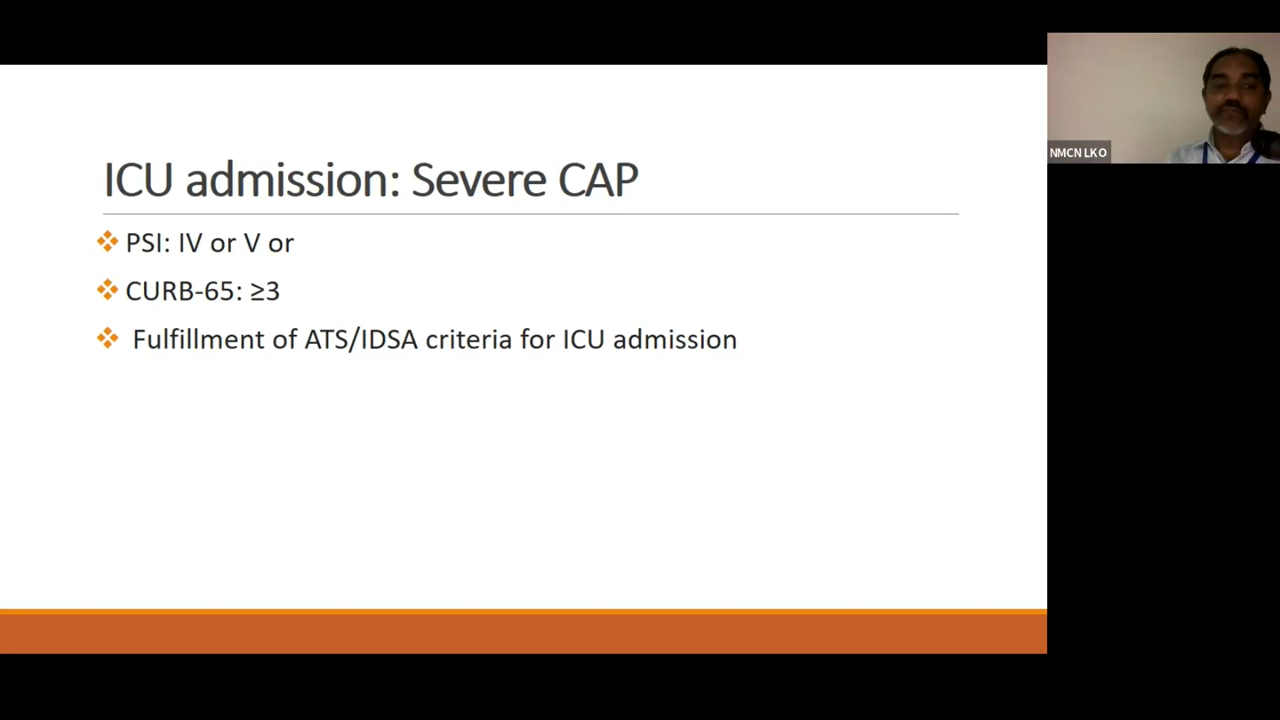 ICU admission: Severe CAP
PSI: IV or V or
CURB-65: ≥3
Fulfillment of ATS/IDSA criteria for ICU admission
NMCN LKO